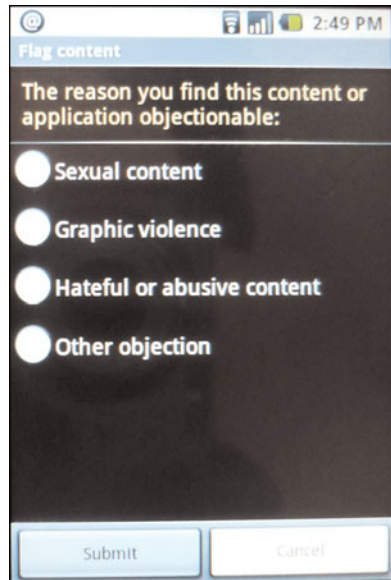 @ 2:49 PM
Flag content
The reason you find this content or
application objectionable:
Sexual content
Graphic violence
Hateful or abusive content
Other objection
Submit Cancel